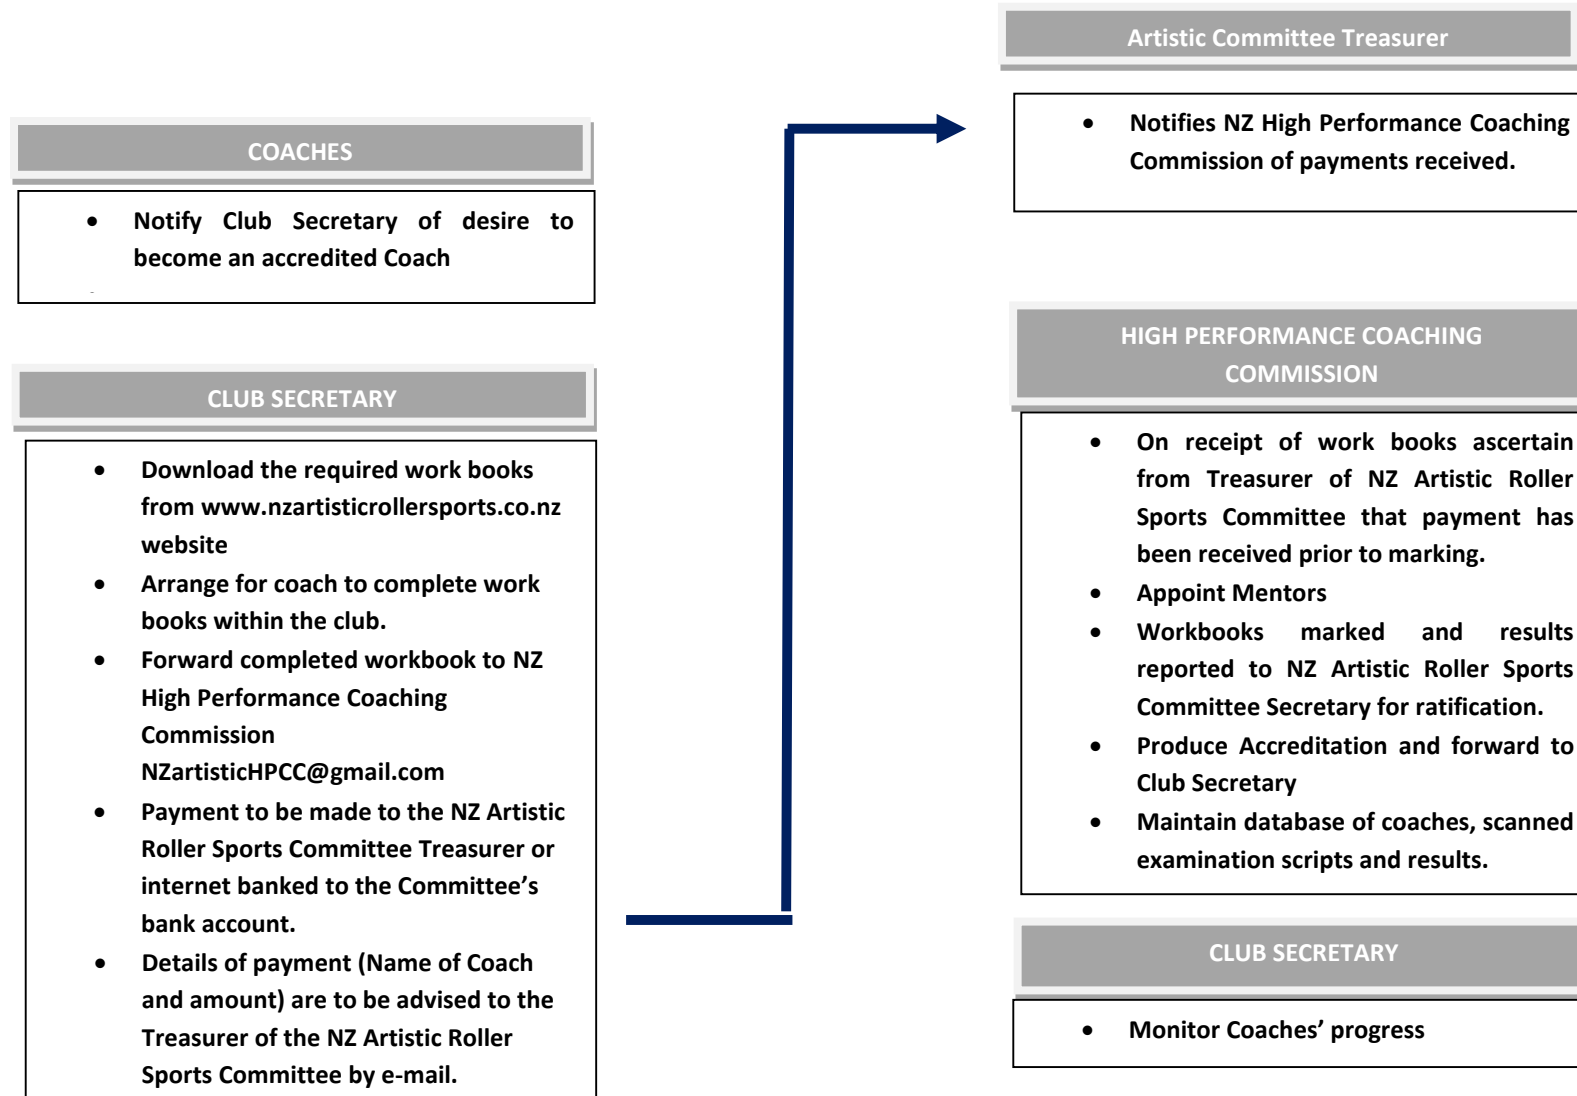 COACHES
• Notify Club Secretary of desire to
become an accredited Coach
CLUB SECRETARY
• Download the required work books
from www.nzartisticrollersports.co.nz
website
• Arrange for coach to complete work
books within the club.
• Forward completed workbook to NZ
High Performance Coaching
Commission
NZartisticHPCC@gmail.com
• Payment to be made to the NZ Artistic
Roller Sports Committee Treasurer or
internet banked to the Committee’s
bank account.
• Details of payment (Name of Coach
and amount) are to be advised to the
Treasurer of the NZ Artistic Roller
Sports Committee by e-mail.
Artistic Committee Treasurer
• Notifies NZ High Performance Coaching
Commission of payments received.
HIGH PERFORMANCE COACHING
COMMISSION
• On receipt of work books ascertain
from Treasurer of NZ Artistic Roller
Sports Committee that payment has
been received prior to marking.
• Appoint Mentors
• Workbooks marked and results
reported to NZ Artistic Roller Sports
Committee Secretary for ratification.
• Produce Accreditation and forward to
Club Secretary
• Maintain database of coaches, scanned
examination scripts and results.
CLUB SECRETARY
• Monitor Coaches’ progress